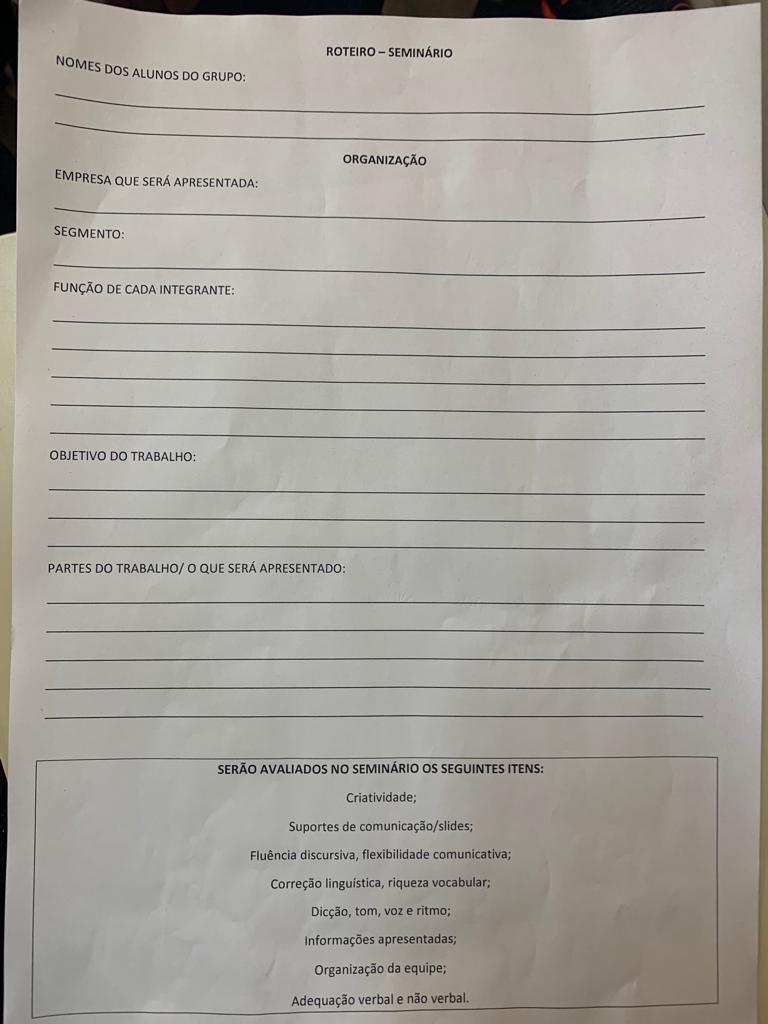 ROTEIRO – SEMINÁRIO
NOMES DOS ALUNOS DO GRUPO:
ORGANIZAÇÃO
EMPRESA QUE SERÁ APRESENTADA:
SEGMENTO:
FUNÇÃO DE CADA INTEGRANTE:
OBJETIVO DO TRABALHO:
PARTES DO TRABALHO/ O QUE SERÁ APRESENTADO:
SERÃO AVALIADOS NO SEMINÁRIO OS SEGUINTES ITENS:
Criatividade;
Suportes de comunicação/slides;
Fluência discursiva, flexibilidade comunicativa;
Correção linguística, riqueza vocabular;
Dicção, tom, voz e ritmo;
Informações apresentadas;
Organização da equipe;
Adequação verbal e não verbal.